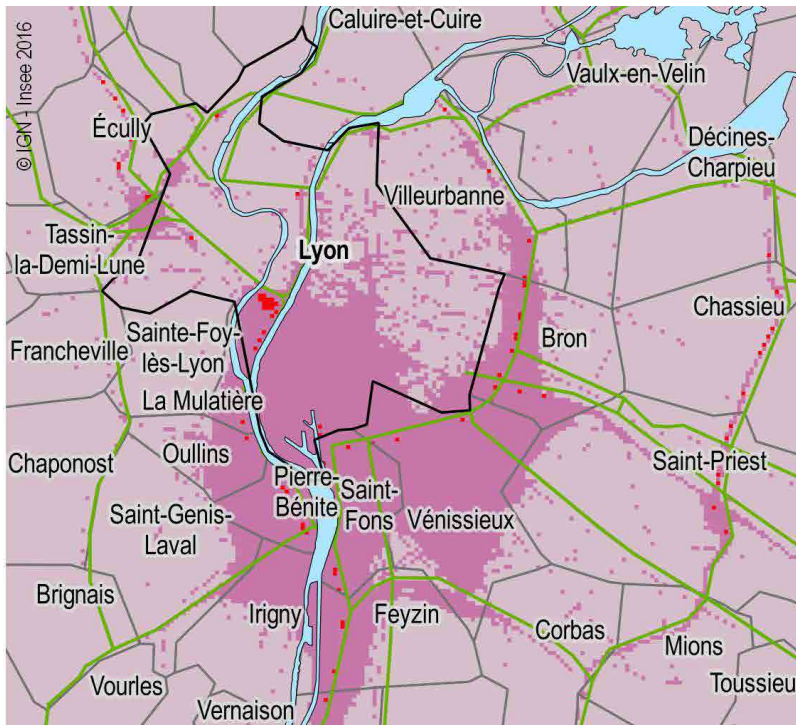 © IGN - Insee 2016
Caluire-et-Cuire
Vaulx-en-Velin
Écully
Décines-
Charpieu
Villeurbanne
Tassin-
la-Demi-Lune
Lyon
Chassieu
Sainte-Foy-
lès-Lyon
Bron
Francheville
La Mulatière
Oullins
Chaponost
Saint-Priest
Pierre-
Bénite
Saint-
Fons
Saint-Genis-
Laval
Vénissieux
Brignais
Irigny
Feyzin
Corbas
Mions
Toussieu
Vourles
Vernaison